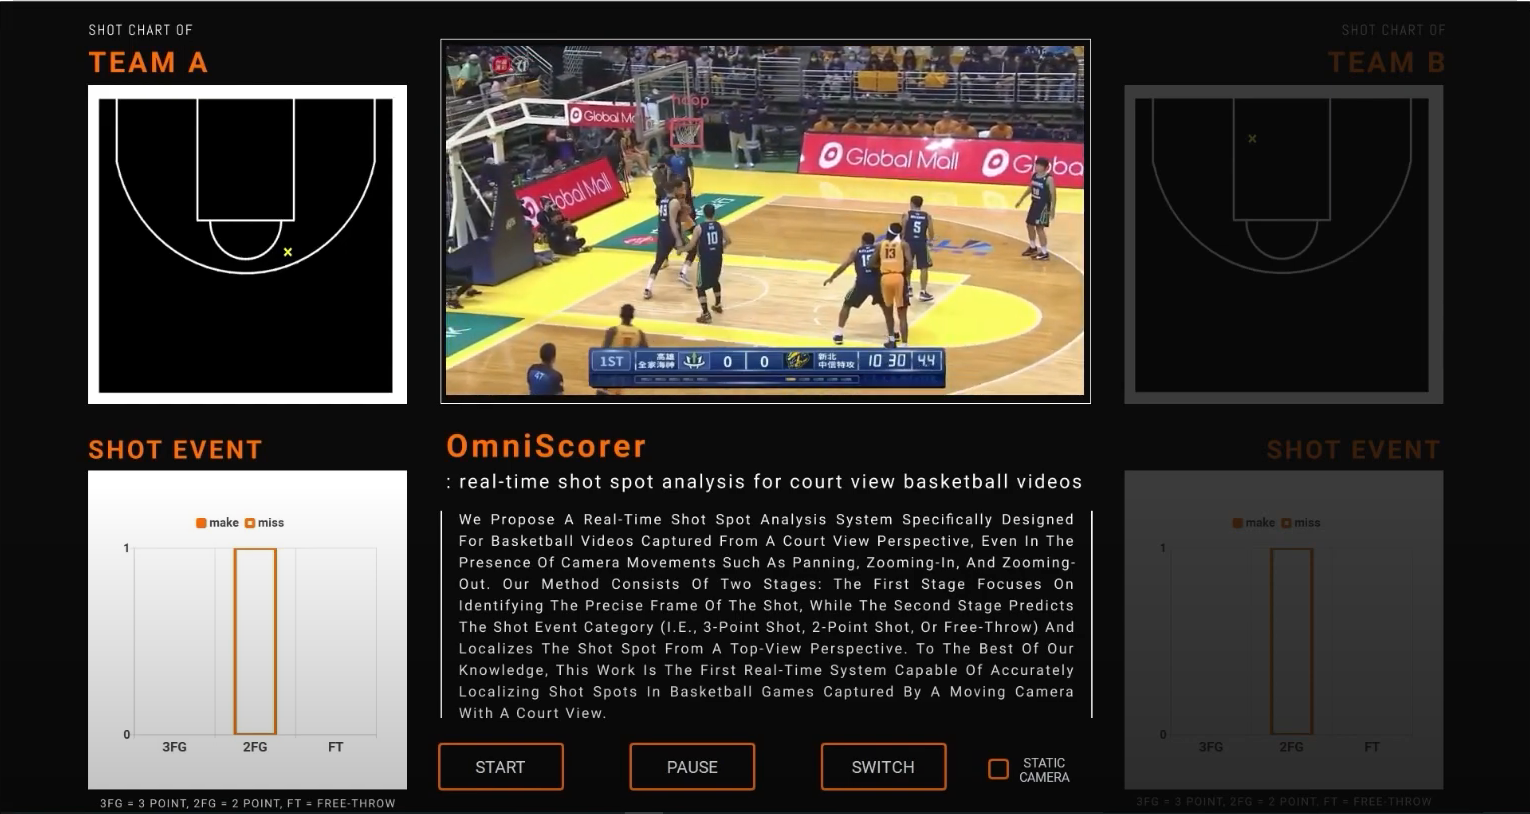 SHOT CHART OF
TEAM A
SHOT CHART OF
TEAM B
hoop
Global Mall
Global Mall
Global Mall
10
5
13
47
1ST
高雄
全家海神
0
0
新北
中信特攻
10 30
4.4
SHOT EVENT
make
miss
1
0
3FG
2FG
FT
3FG = 3 POINT, 2FG = 2 POINT, FT = FREE-THROW
OmniScorer
: real-time shot spot analysis for court view basketball videos
We Propose A Real-Time Shot Spot Analysis System Specifically Designed
For Basketball Videos Captured From A Court View Perspective, Even In The
Presence Of Camera Movements Such As Panning, Zooming-In, And Zooming-
Out. Our Method Consists Of Two Stages: The First Stage Focuses On
Identifying The Precise Frame Of The Shot, While The Second Stage Predicts
The Shot Event Category (I.E., 3-Point Shot, 2-Point Shot, Or Free-Throw) And
Localizes The Shot Spot From A Top-View Perspective. To The Best Of Our
Knowledge, This Work Is The First Real-Time System Capable Of Accurately
Localizing Shot Spots In Basketball Games Captured By A Moving Camera
With A Court View.
START
PAUSE
SWITCH
STATIC
CAMERA
SHOT EVENT
make
miss
1
0
3FG
2FG
FT
3FG = 3 POINT, 2FG = 2 POINT, FT = FREE-THROW